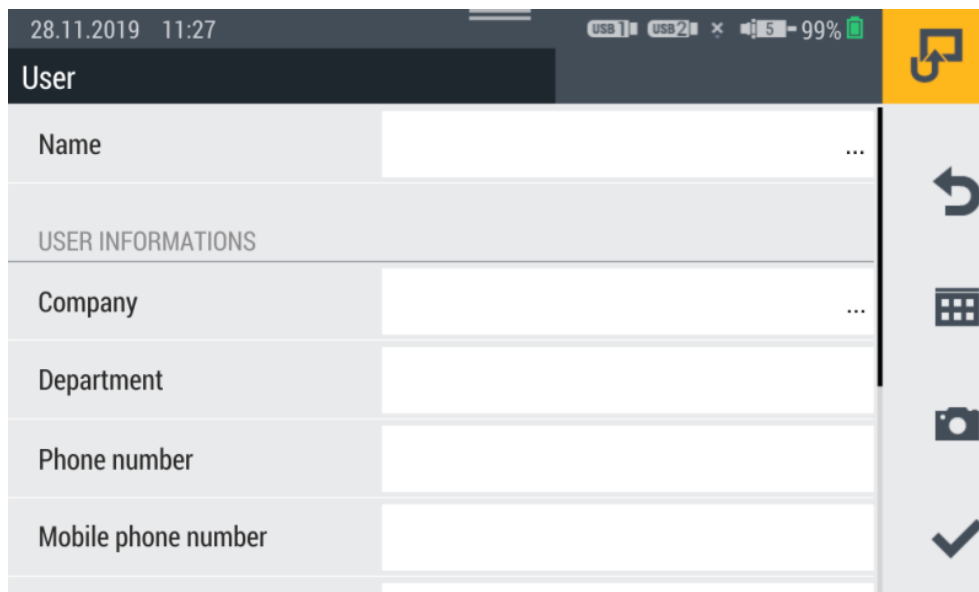 28.11.2019 11:27 USB 1 USB 2 5 99%
User
Name ...
USER INFORMATIONS
Company ...
Department
Phone number
Mobile phone number